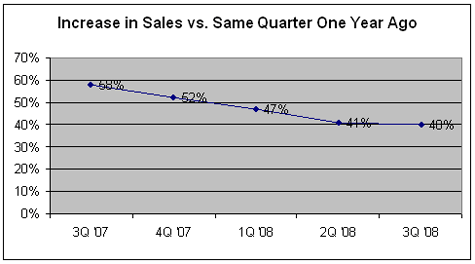 Increase in Sales vs. Same Quarter One Year Ago
70%
60%
50%
40%
30%
20%
10%
0%
58%
52%
47%
41%
40%
3Q '07
4Q '07
1Q '08
2Q '08
3Q '08